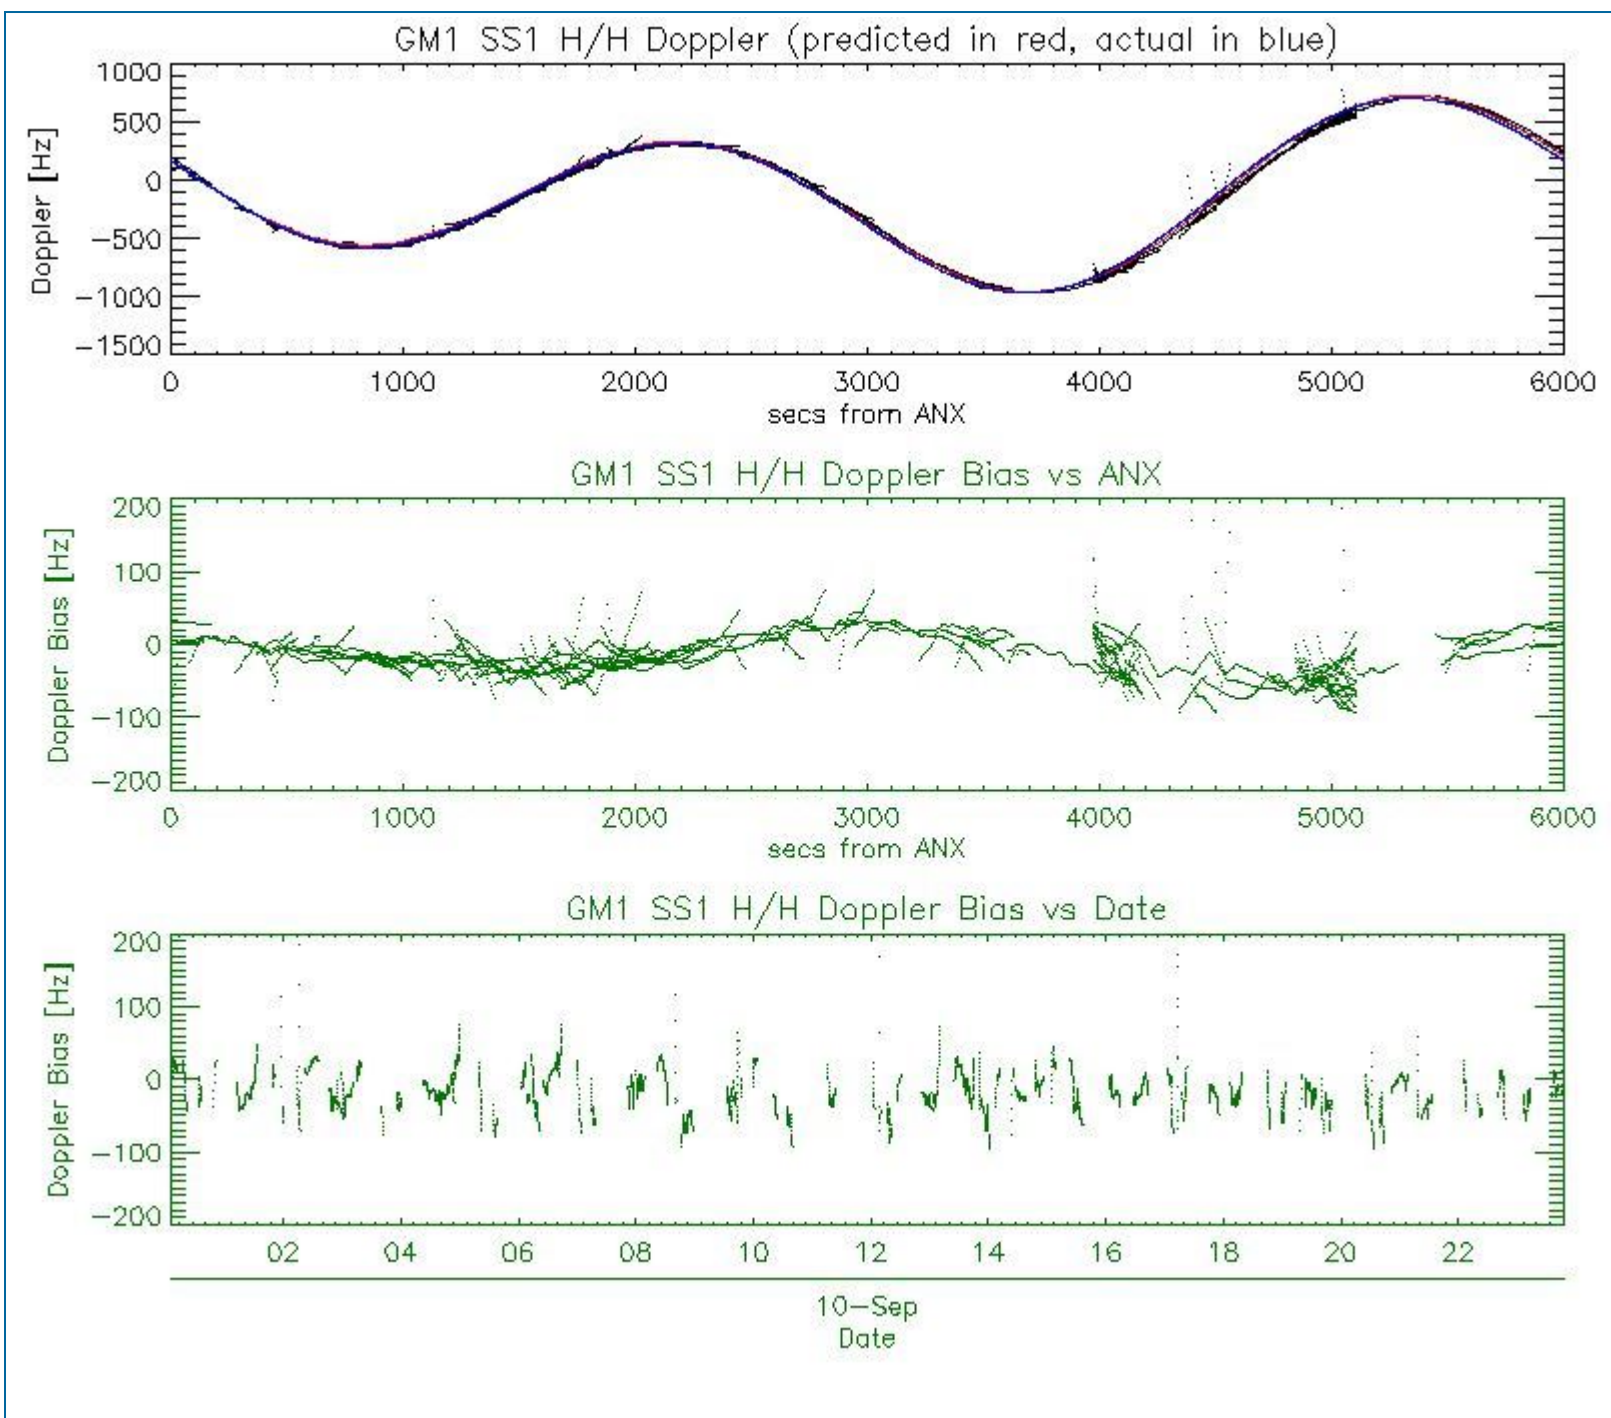 GM1 SS1 H/H Doppler (predicted in red, actual in blue)
Doppler [Hz]
1000
500
0
−500
−1000
−1500
0 1000 2000 3000 4000 5000 6000
secs from ANX
GM1 SS1 H/H Doppler Bias vs ANX
Doppler Bias [Hz]
200
100
0
−100
−200
0 1000 2000 3000 4000 5000 6000
secs from ANX
GM1 SS1 H/H Doppler Bias vs Date
Doppler Bias [Hz]
200
100
0
−100
−200
02 04 06 08 10 12 14 16 18 20 22
10−Sep
Date